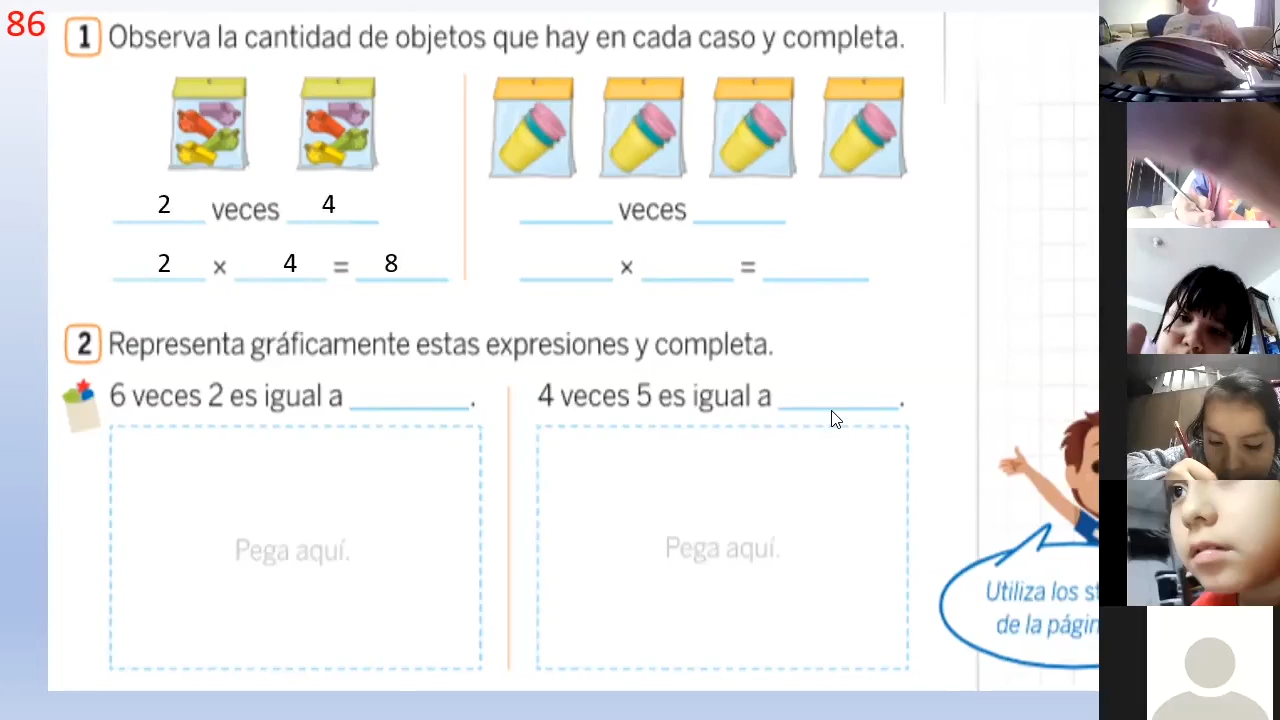 86
1 Observa la cantidad de objetos que hay en cada caso y completa.
2 veces 4
2 × 4 = 8
veces
× =
2 Representa gráficamente estas expresiones y completa.
6 veces 2 es igual a .
4 veces 5 es igual a .
Pega aquí.
Pega aquí.
Utiliza los
de la